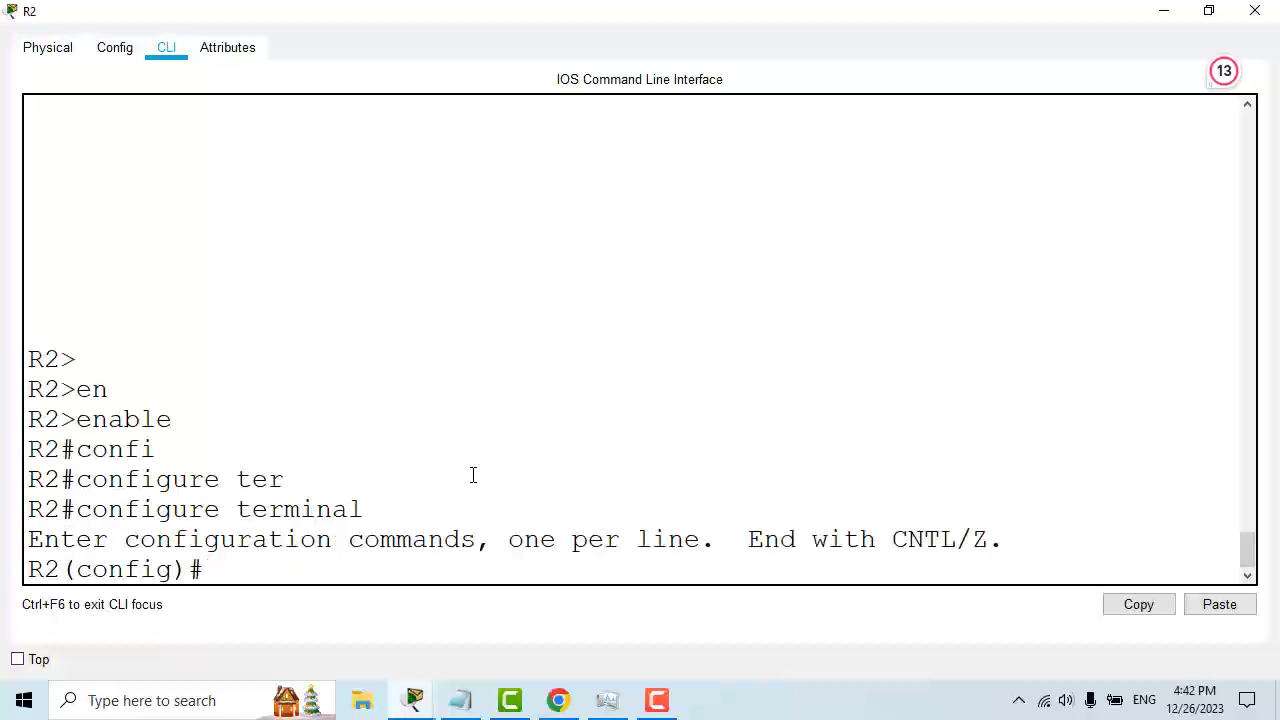 R2
Physical Config CLI Attributes
IOS Command Line Interface
13
R2>
R2>en
R2>enable
R2#confi
R2#configure ter
R2#configure terminal
Enter configuration commands, one per line.  End with CNTL/Z.
R2(config)#
Ctrl+F6 to exit CLI focus
Copy Paste
Top
Type here to search
ENG
4:42 PM
12/26/2023